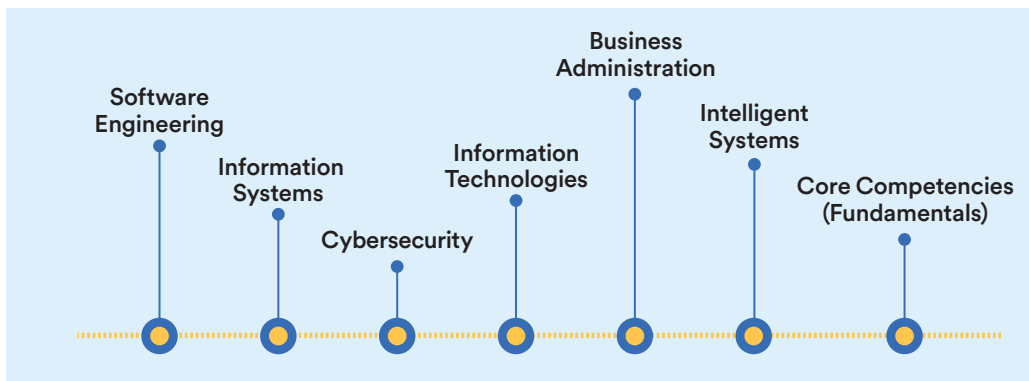 Software
Engineering
Information
Systems
Cybersecurity
Information
Technologies
Business
Administration
Intelligent
Systems
Core Competencies
(Fundamentals)